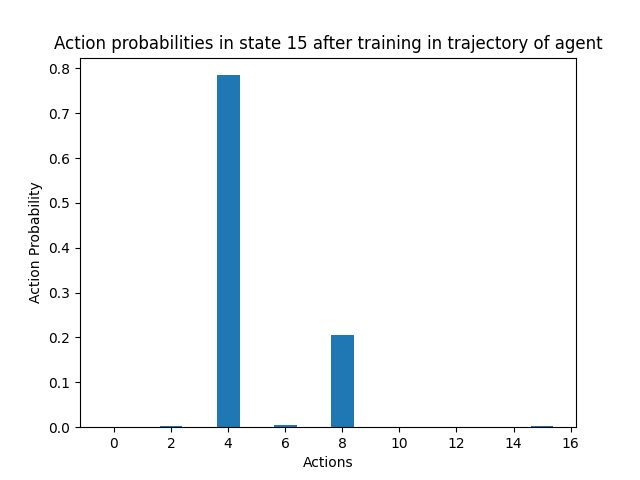 Action probabilities in state 15 after training in trajectory of agent
0.8
0.7
0.6
0.5
0.4
0.3
0.2
0.1
0.0
Action Probability
0 2 4 6 8 10 12 14 16
Actions